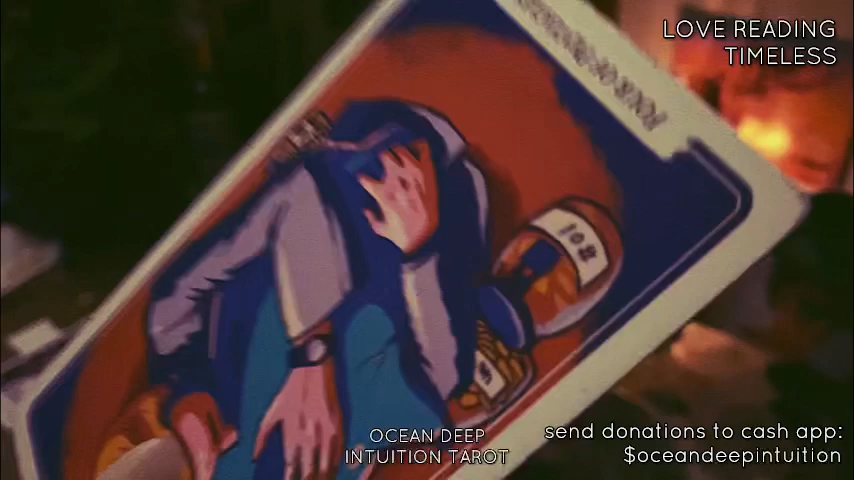 LOVE READING
TIMELESS
OCEAN DEEP
INTUITION TAROT
send donations to cash app:
$oceandeepintuition